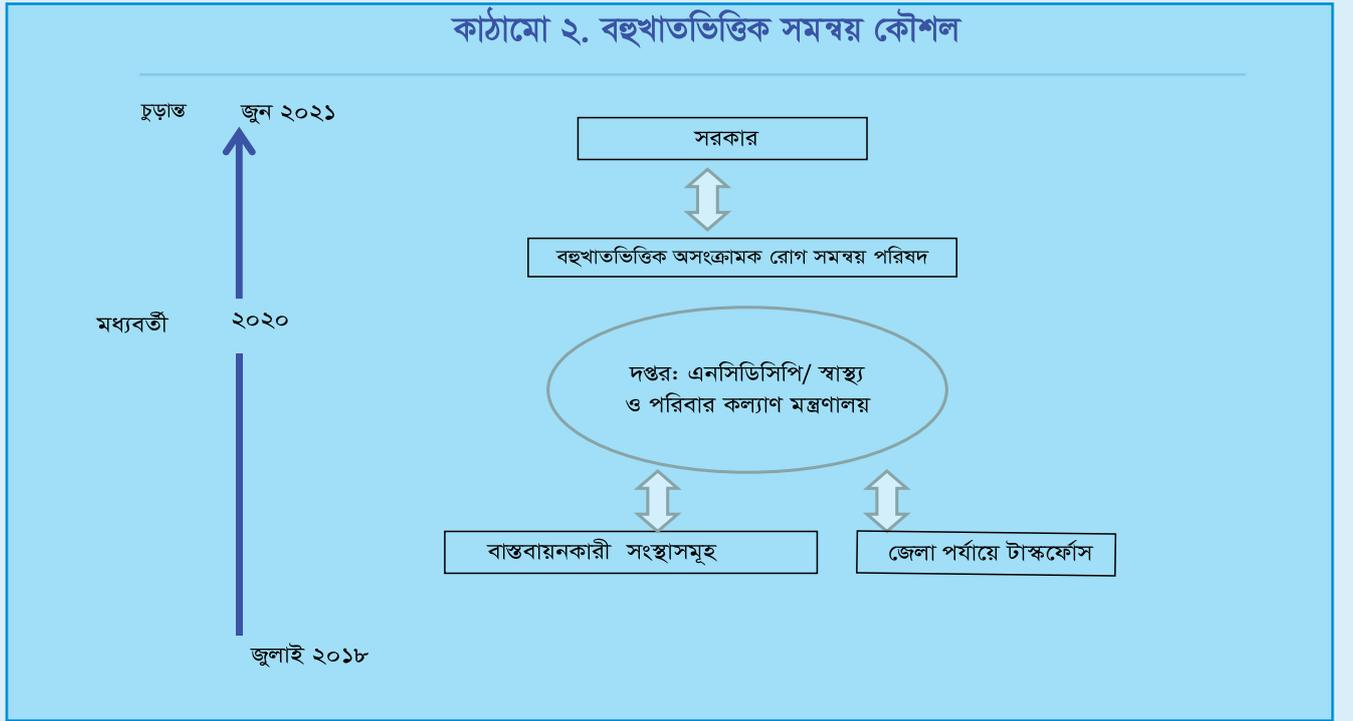 কাঠামো ২. বহুখাতভিত্তিক সমন্বয় কৌশল
চুড়ান্ত জুন ২০২১
সরকার
বহুখাতভিত্তিক অসংক্রামক রোগ সমন্বয় পরিষদ
মধ্যবর্তী ২০২০
দপ্তর: এনসিডিসিপি/ স্বাস্থ্য
ও পরিবার কল্যাণ মন্ত্রণালয়
বাস্তবায়নকারী সংস্থাসমূহ
জেলা পর্যায়ে টাস্কফোর্স
জুলাই ২০১৮